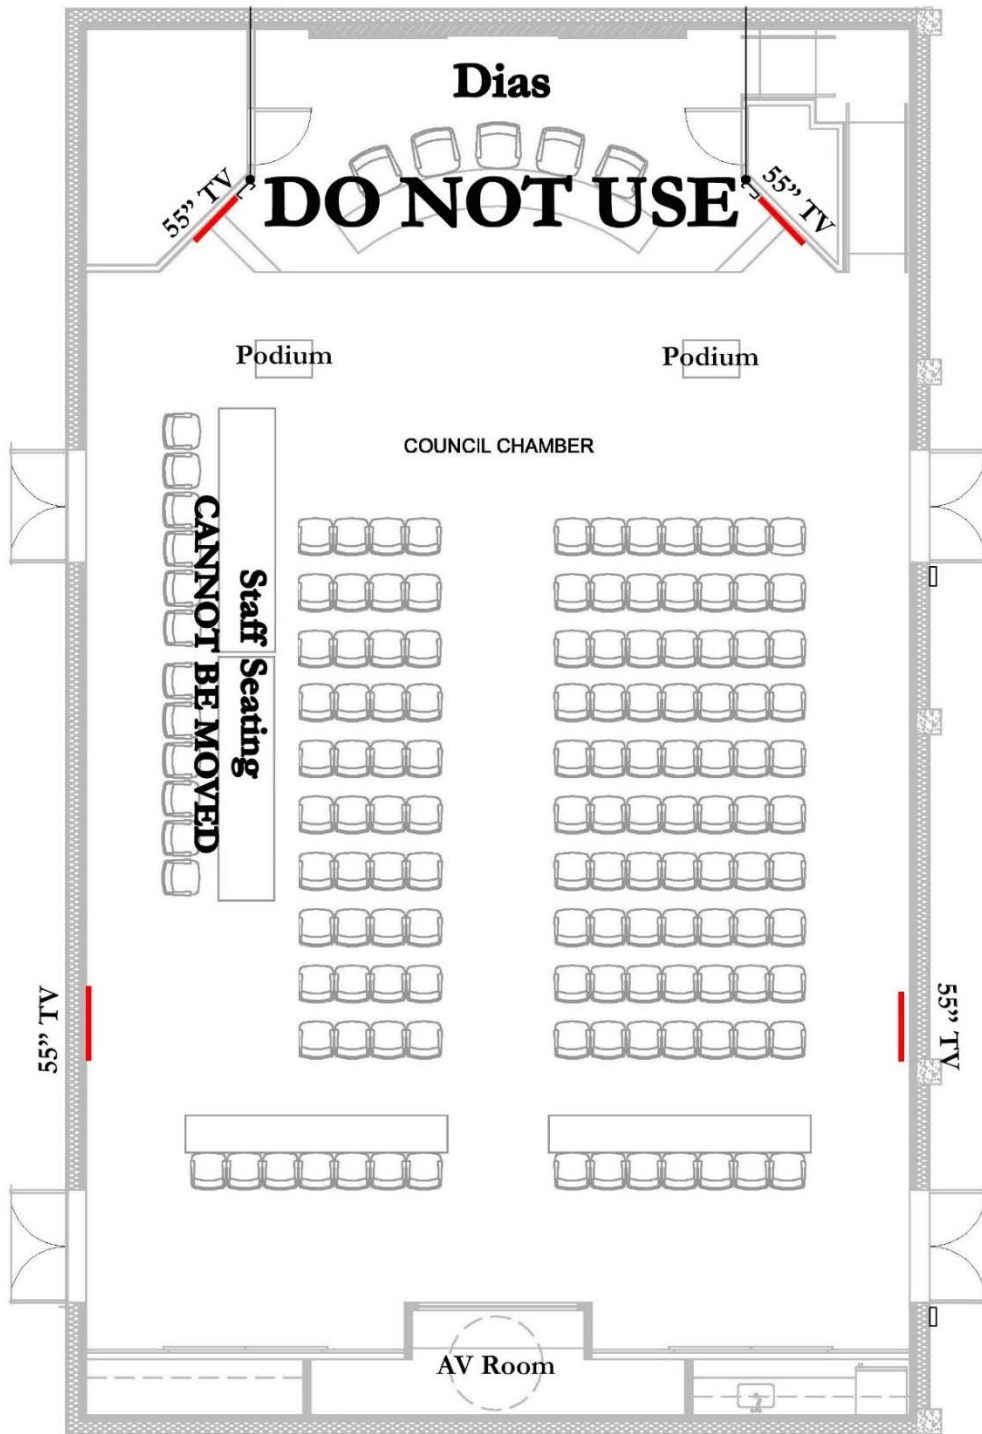 Dias
55” TV
DO NOT USE
55” TV
Podium
Podium
COUNCIL CHAMBER
CANNOT BE MOVED
Staff Seating
55” TV
55” TV
AV Room